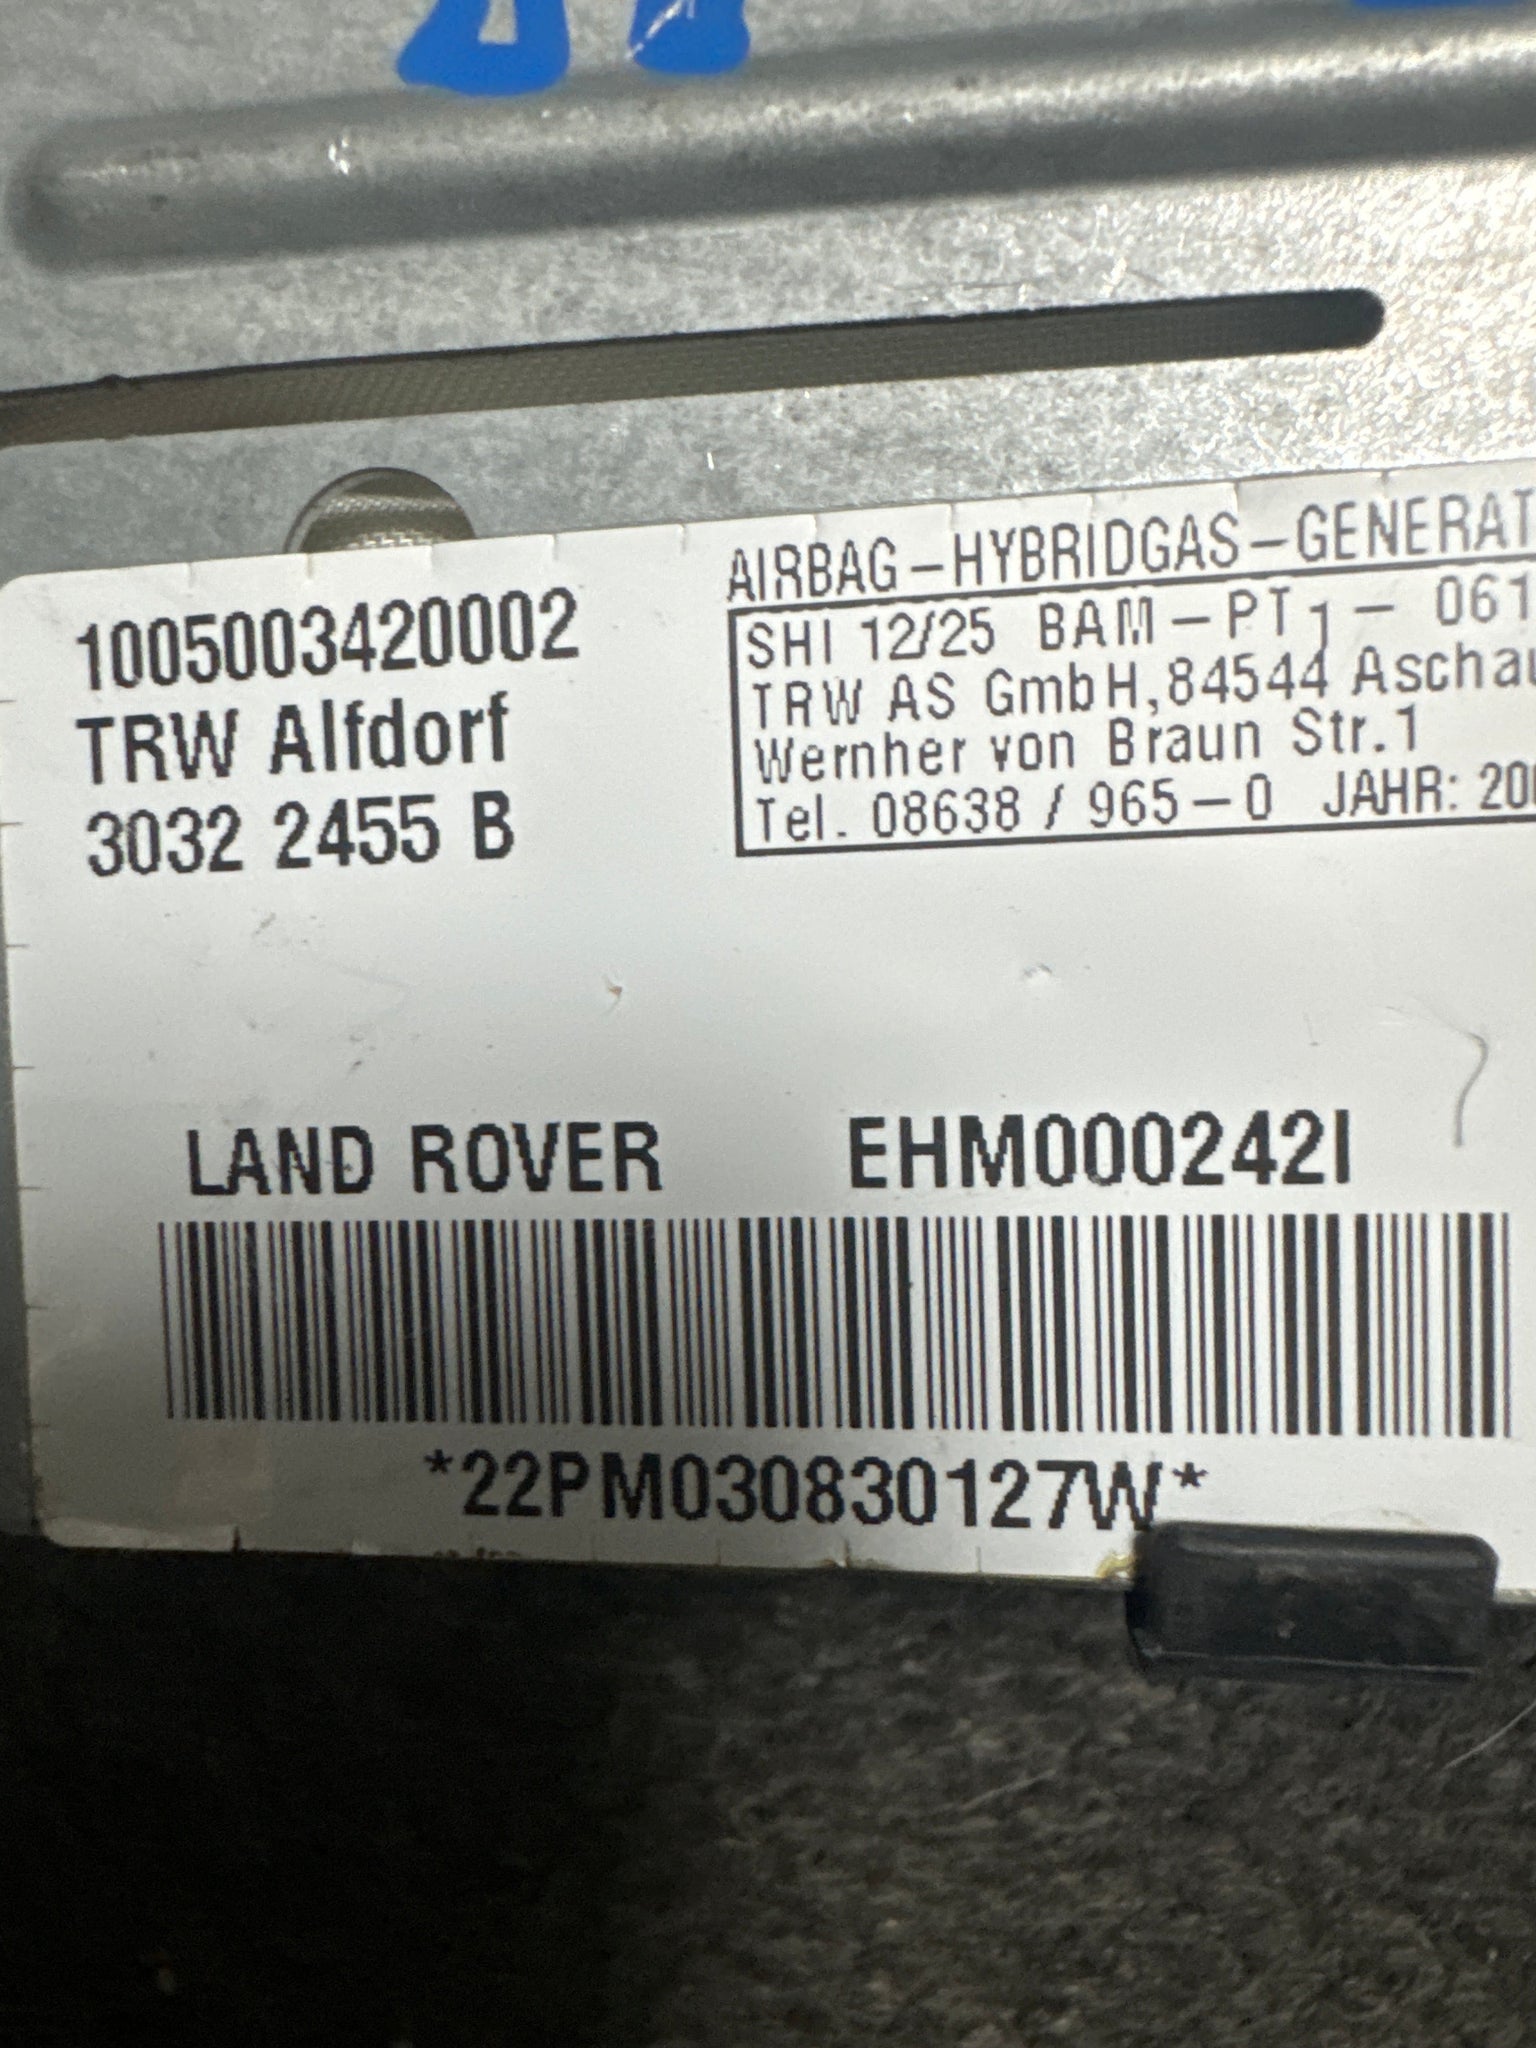 1005003420002
TRW Alfdorf
3032 2455 B
AIRBAG-HYBRIDGAS-GENERAT
SHI 12/25 BAM-PT1- 061
TRW AS GmbH,84544 Aschau
Wernher von Braun Str.1
Tel. 08638 / 965-0 JAHR: 200
LAND ROVER EHM000242I
*22PM030830127W*